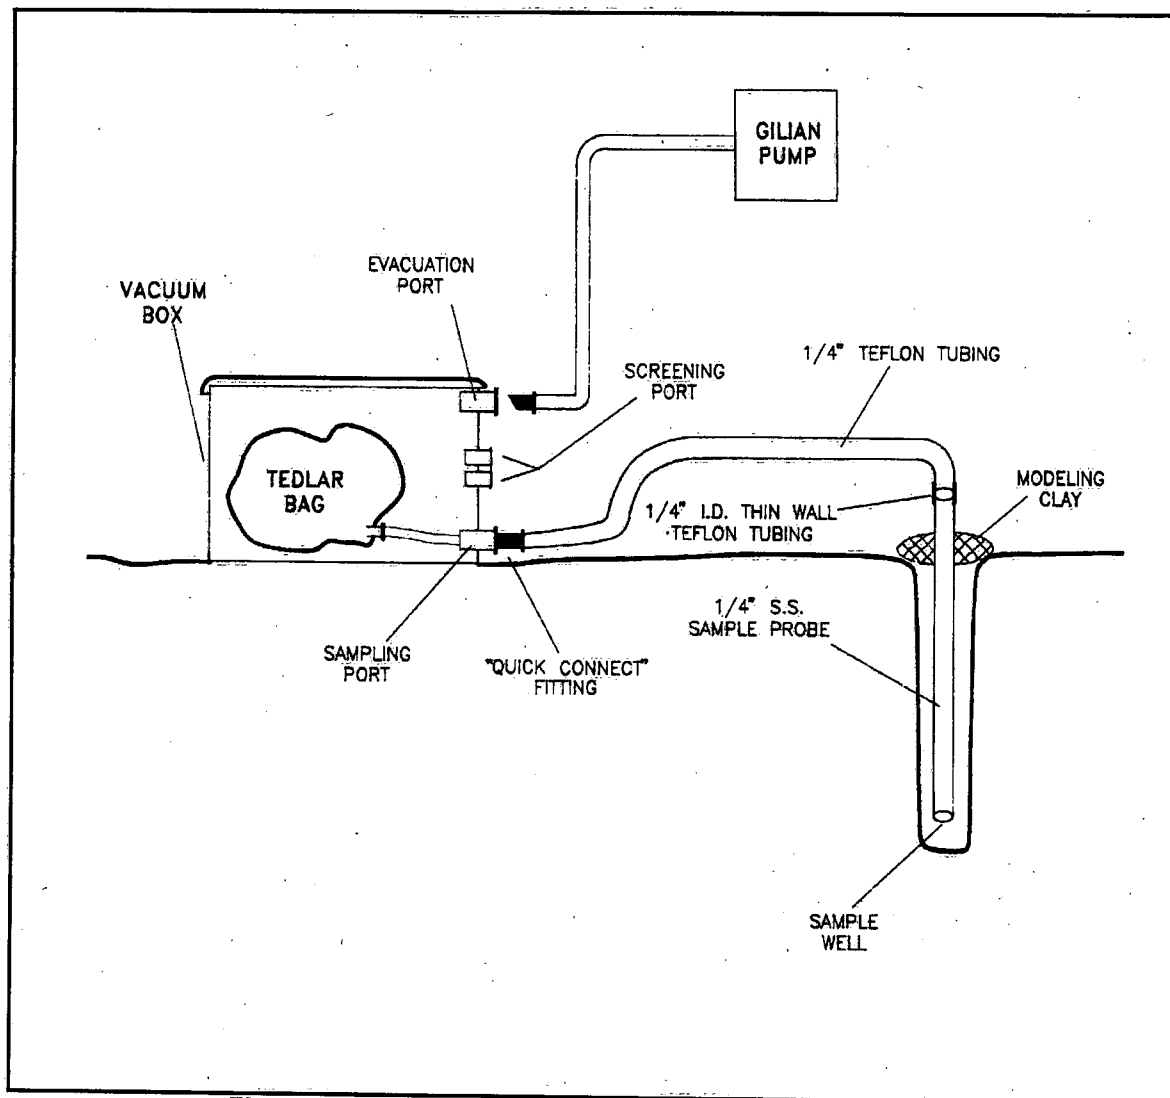 GILIAN
PUMP
EVACUATION
PORT
VACUUM
BOX
1/4" TEFLON TUBING
SCREENING
PORT
TEDLAR
BAG
MODELING
CLAY
1/4" I.D. THIN WALL
TEFLON TUBING
1/4" S.S.
SAMPLE PROBE
SAMPLING
PORT
"QUICK CONNECT"
FITTING
SAMPLE
WELL